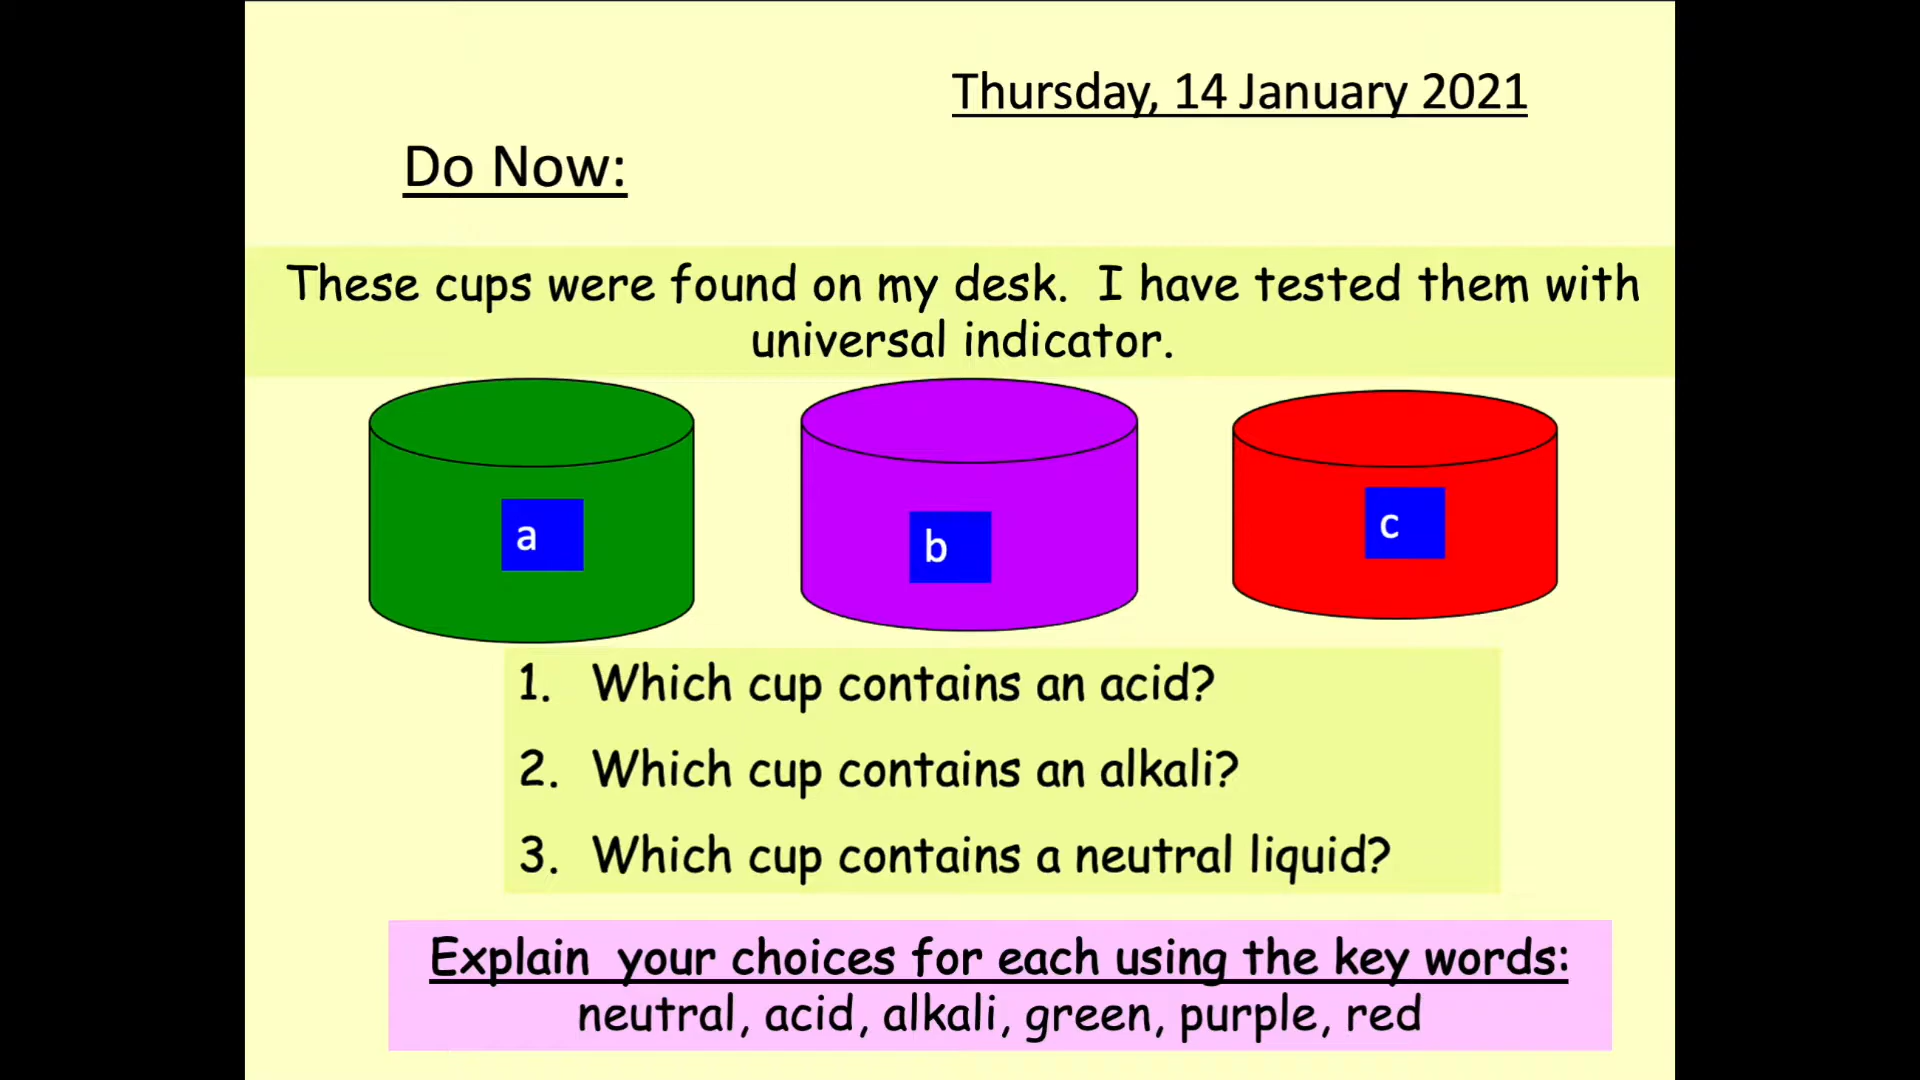 Thursday, 14 January 2021
Do Now:
These cups were found on my desk.  I have tested them with
universal indicator.
a
b
c
1. Which cup contains an acid?
2. Which cup contains an alkali?
3. Which cup contains a neutral liquid?
Explain  your choices for each using the key words:
neutral, acid, alkali, green, purple, red